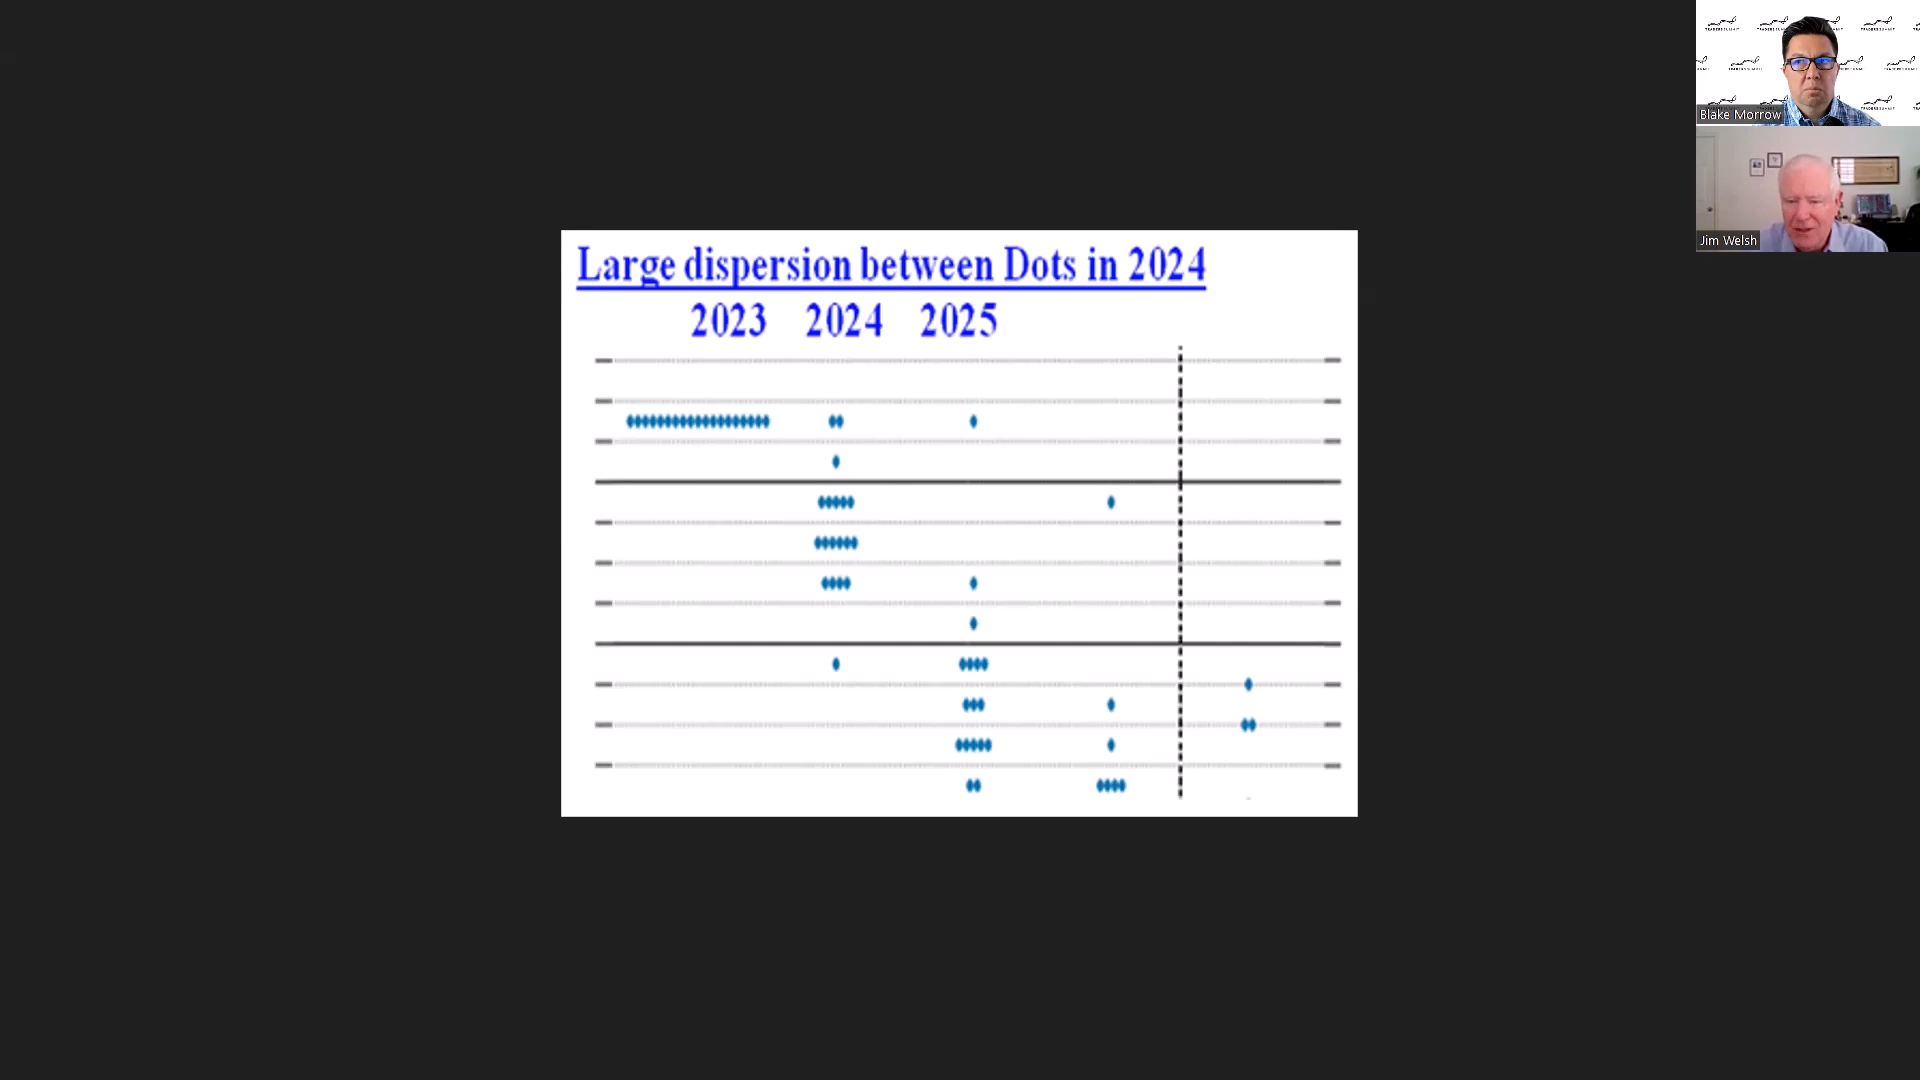 Large dispersion between Dots in 2024
2023 2024 2025
Blake Morrow
Jim Welsh